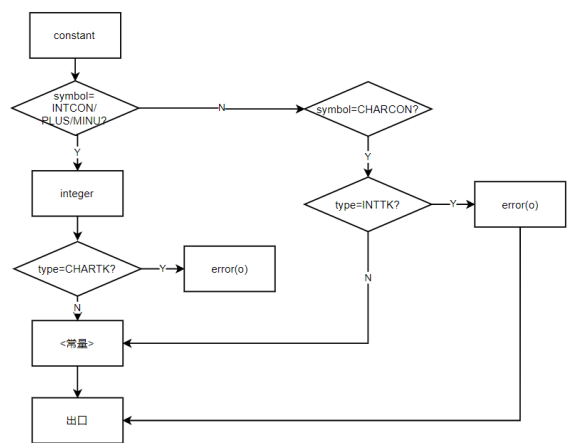 constant
symbol=
INTCON/
PLUS/MINU?
N
symbol=CHARCON?
Y
Y
integer
type=INTTK?
Y
error(o)
type=CHARTK?
Y
error(o)
N
N
<常量>
出口